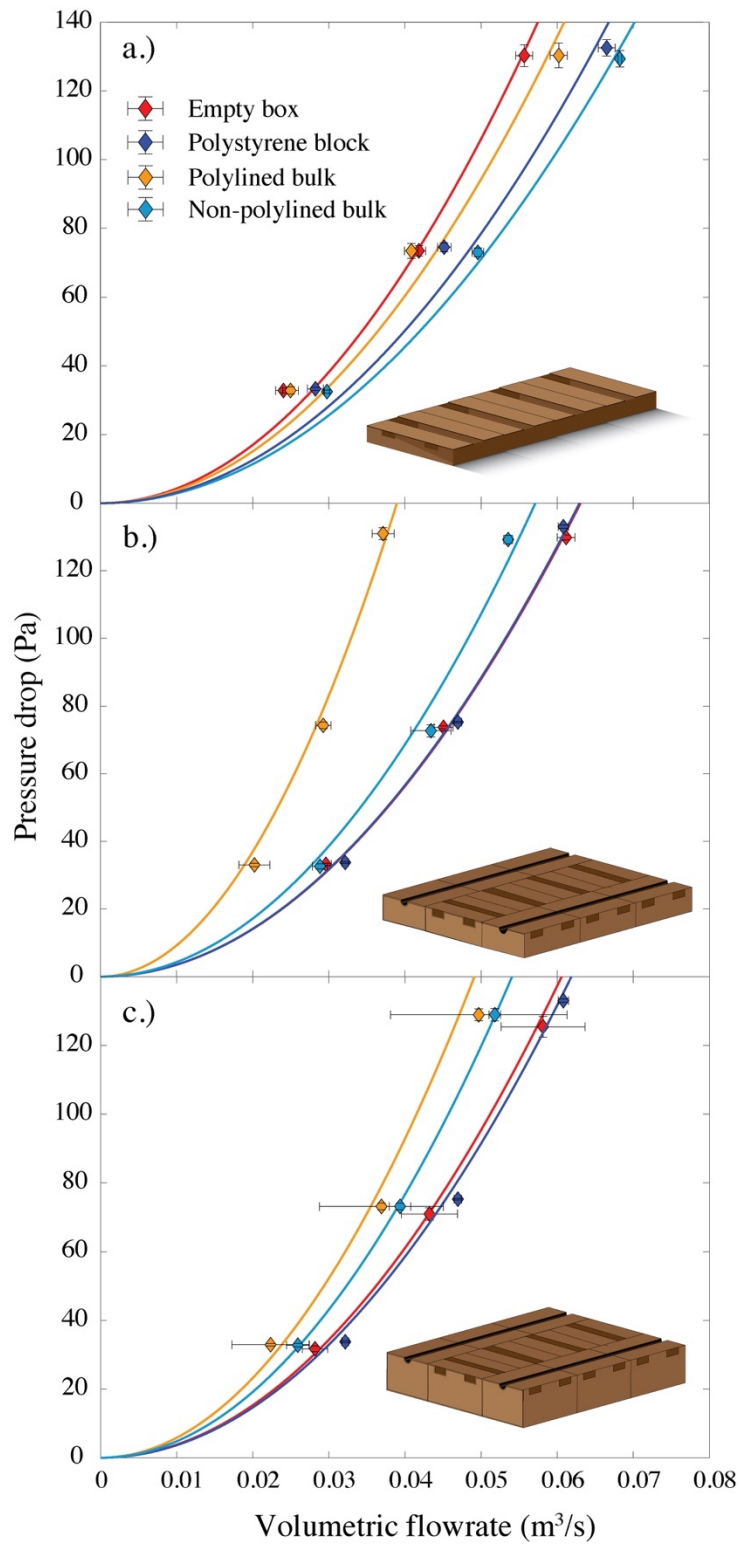 140
a.)
120
Empty box
Polystyrene block
100
Polylined bulk
Non-polylined bulk
80
60
40
20
0
b.)
120
100
80
60
40
20
0
c.)
120
100
80
60
40
20
0
Pressure drop (Pa)
0 0.01 0.02 0.03 0.04 0.05 0.06 0.07 0.08
Volumetric flowrate (m³/s)